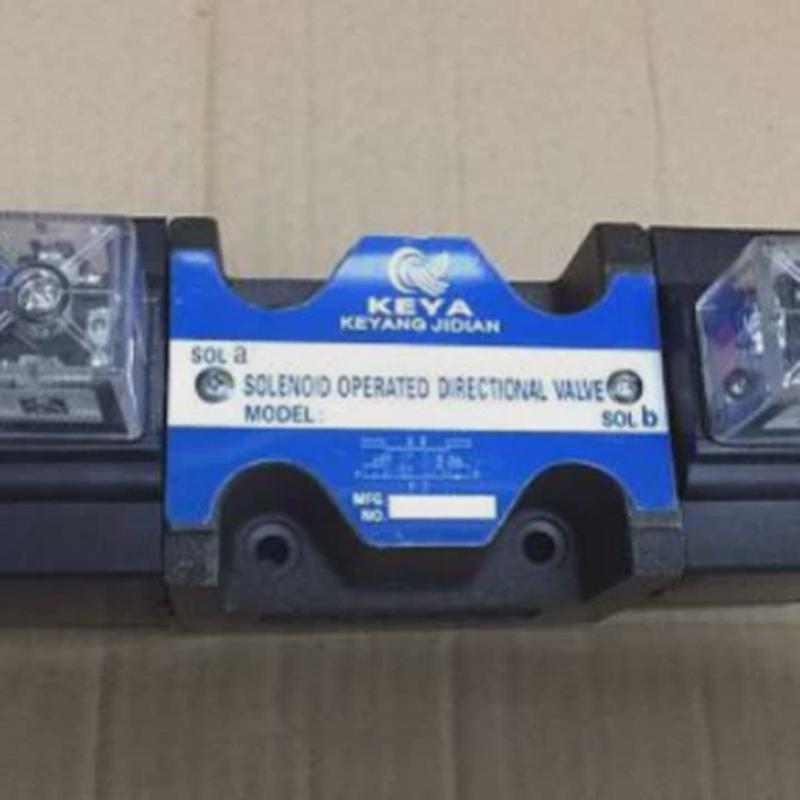 KEYA
KEYANG JIDIAN
SOL a
SOLENOID OPERATED DIRECTIONAL VALVE
MODEL:
SOL b
MFG.
NO.